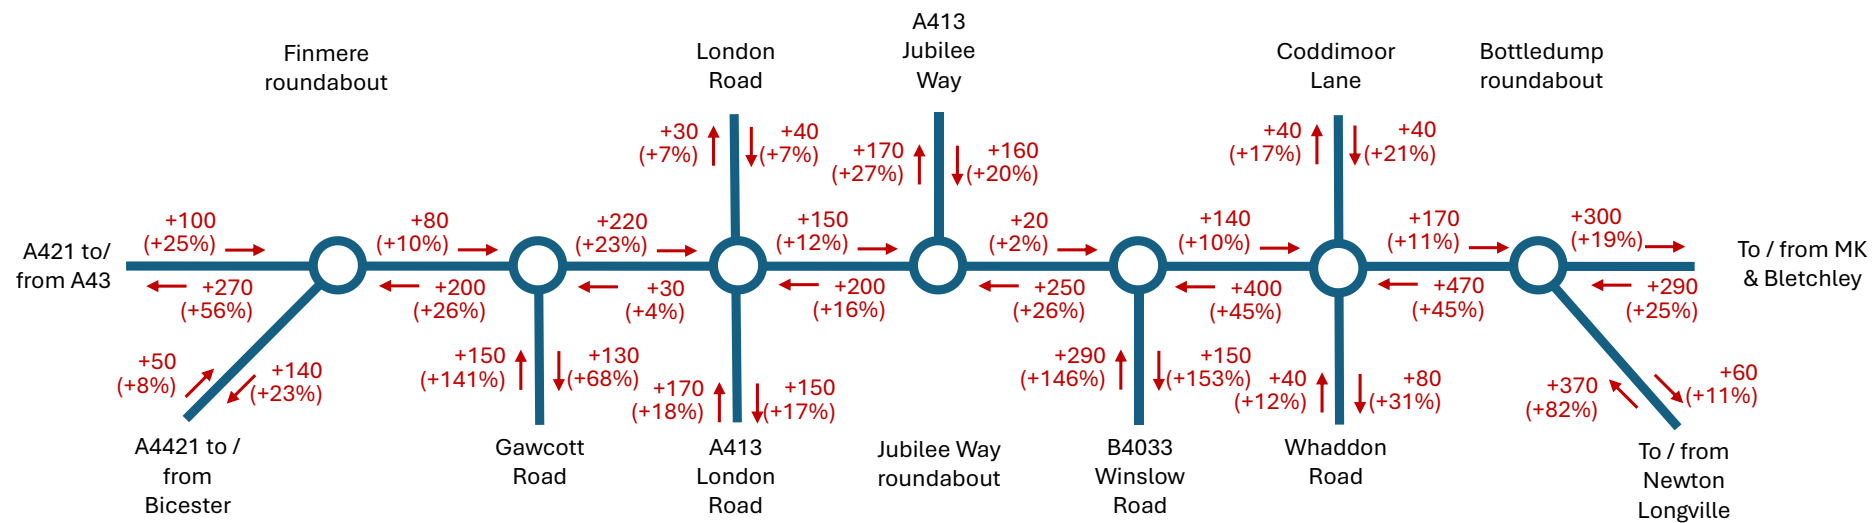 A413
Jubilee
Way
Finmere
roundabout
London
Road
Coddimoor
Lane
Bottledump
roundabout
+30
(+7%)
+40
(+7%)
+170
(+27%)
+160
(+20%)
+40
(+17%)
+40
(+21%)
A421 to/
from A43
+100
(+25%)
+80
(+10%)
+220
(+23%)
+150
(+12%)
+20
(+2%)
+140
(+10%)
+170
(+11%)
+300
(+19%)
To / from MK
& Bletchley
+270
(+56%)
+200
(+26%)
+30
(+4%)
+200
(+16%)
+250
(+26%)
+400
(+45%)
+470
(+45%)
+290
(+25%)
+50
(+8%)
+140
(+23%)
+150
(+141%)
+130
(+68%)
+170
(+18%)
+150
(+17%)
+290
(+146%)
+150
(+153%)
+40
(+12%)
+80
(+31%)
+370
(+82%)
+60
(+11%)
A4421 to /
from
Bicester
Gawcott
Road
A413
London
Road
Jubilee Way
roundabout
B4033
Winslow
Road
Whaddon
Road
To / from
Newton
Longville